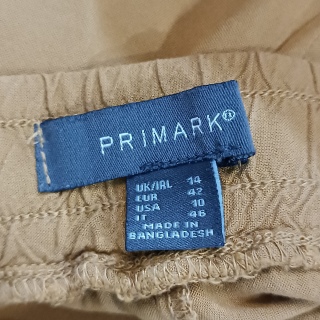 PRIMARK®
UK/IRL 14
EUR 42
USA 10
IT 46
MADE IN
BANGLADESH